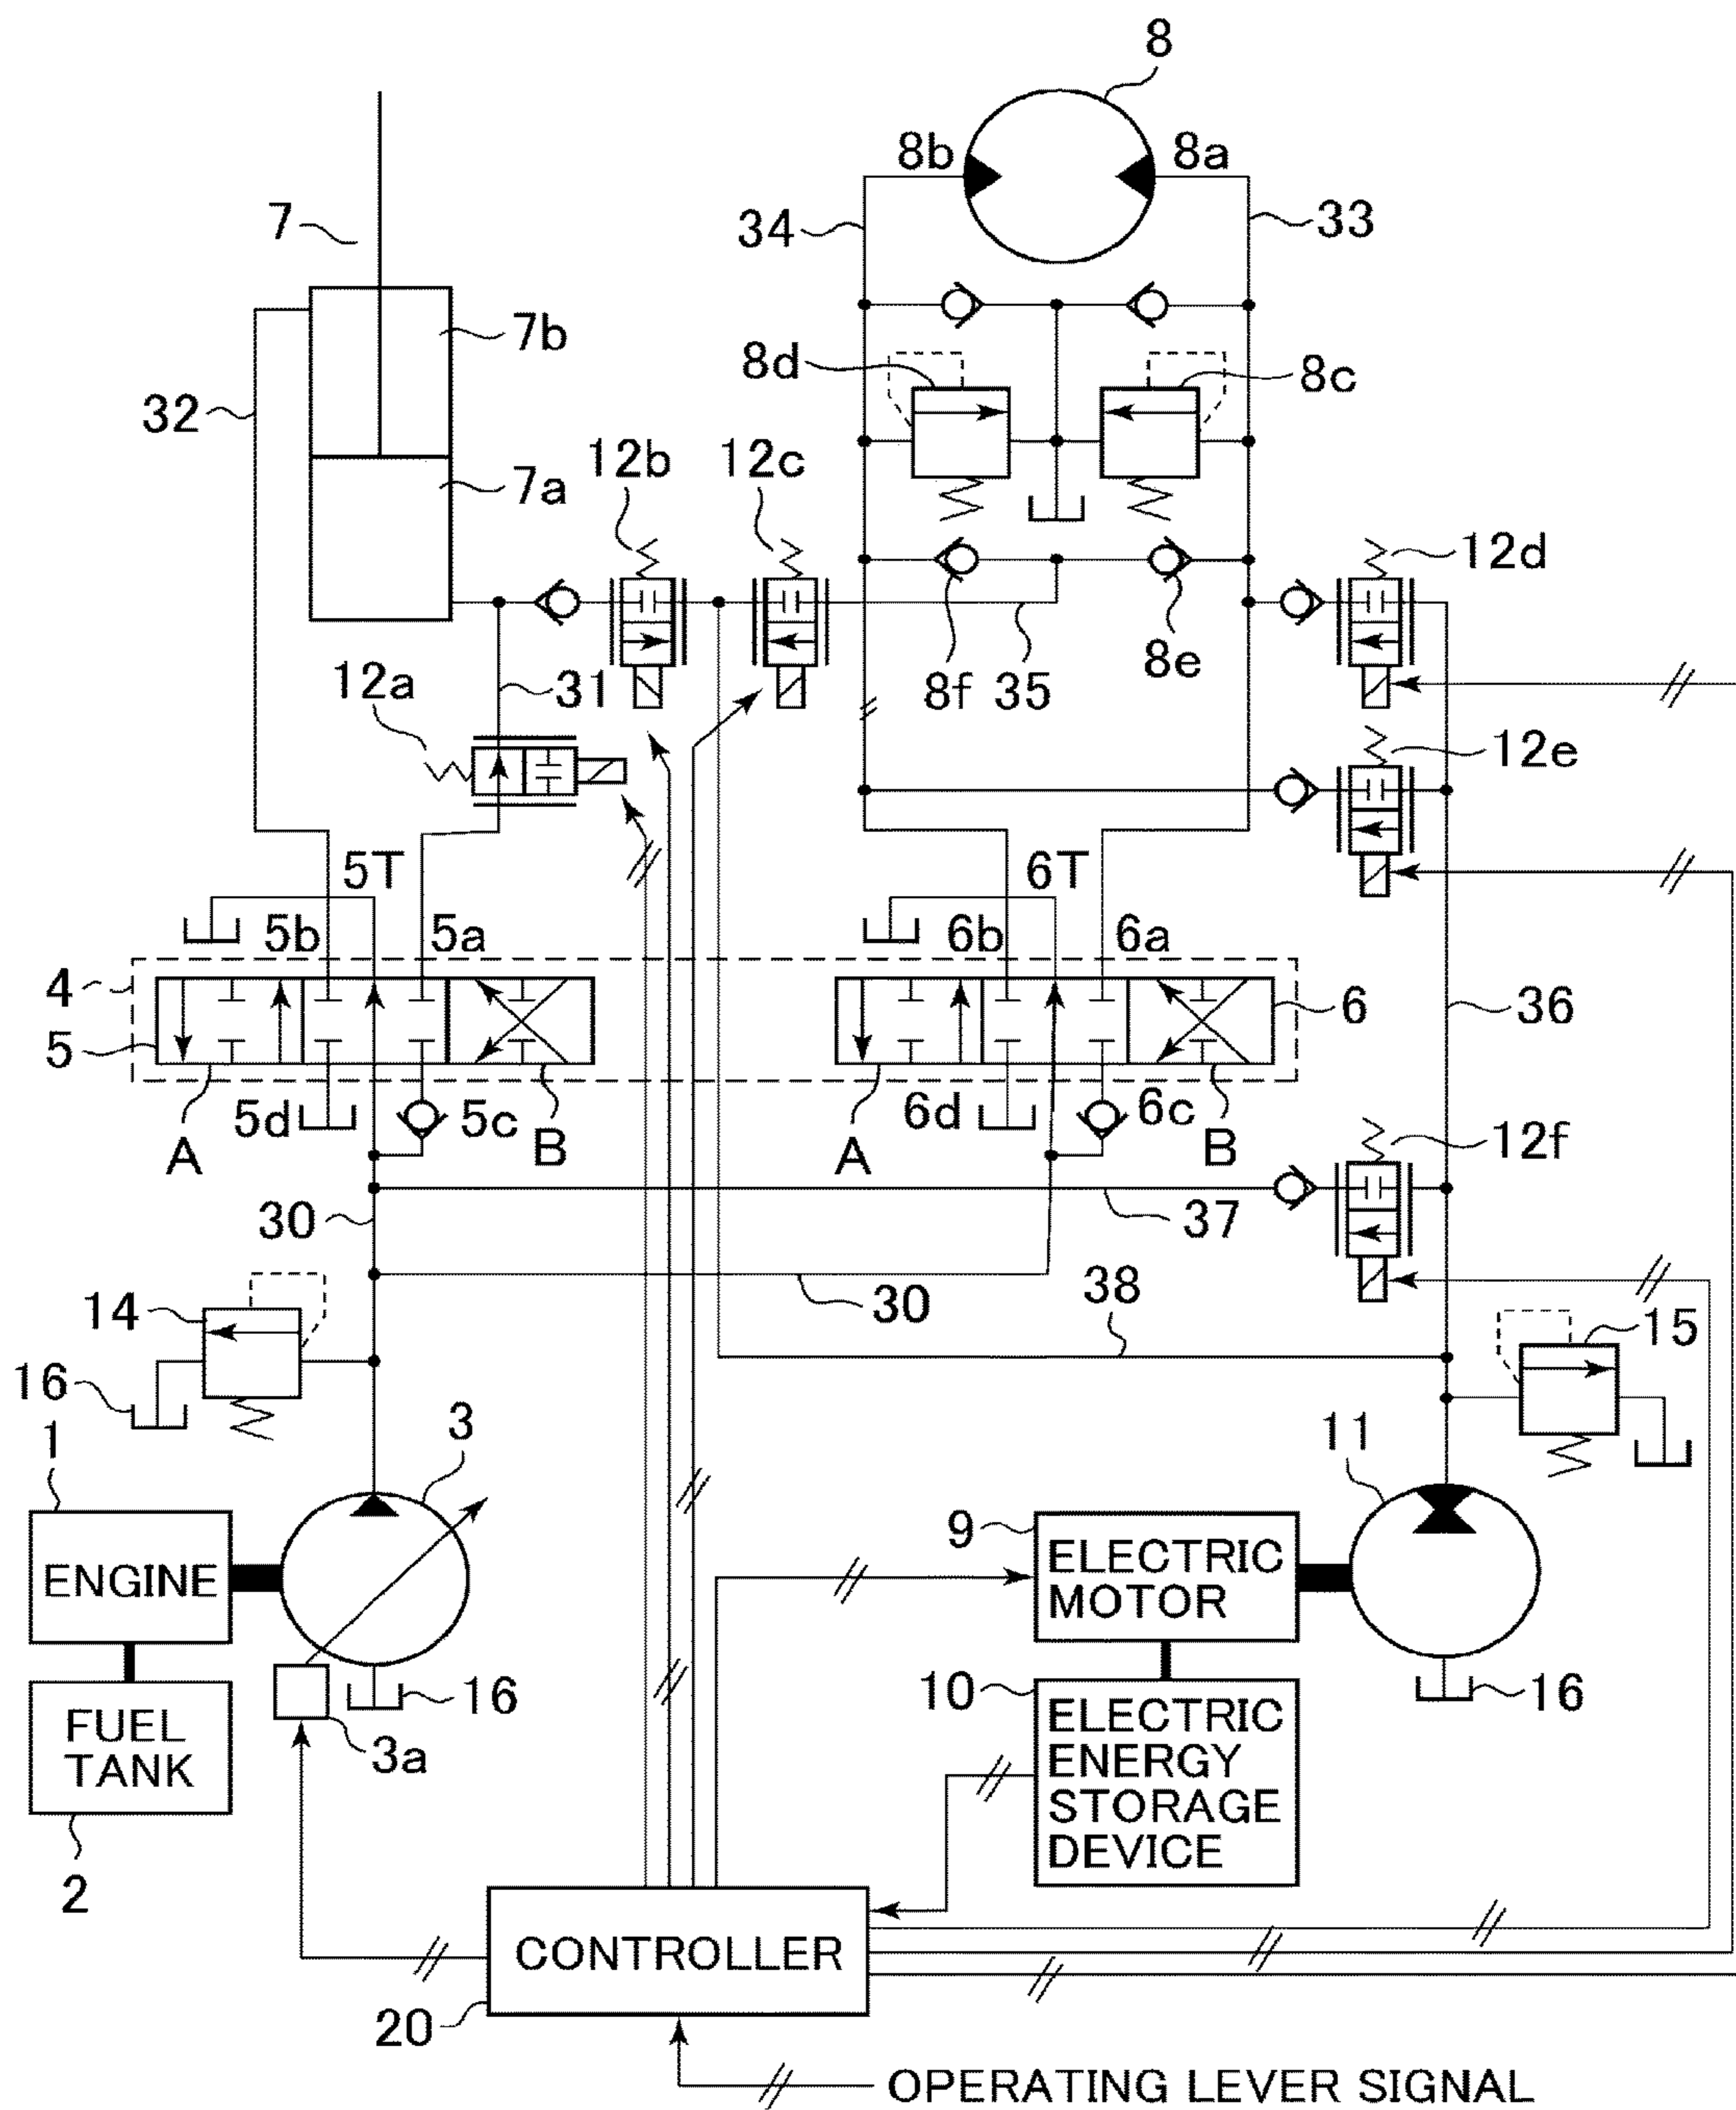 8
8b
8a
7
34
33
7b
8d
8c
32
12b
12c
7a
12d
12a
31
8f
35
8e
12e
5T
6T
5b
5a
6b
6a
4
5
6
36
5d
5c
6d
6c
A
B
A
B
12f
30
37
14
30
38
15
16
1
3
11
9
ENGINE
ELECTRIC
MOTOR
16
10
16
FUEL
TANK
3a
ELECTRIC
ENERGY
STORAGE
DEVICE
2
CONTROLLER
20
OPERATING LEVER SIGNAL